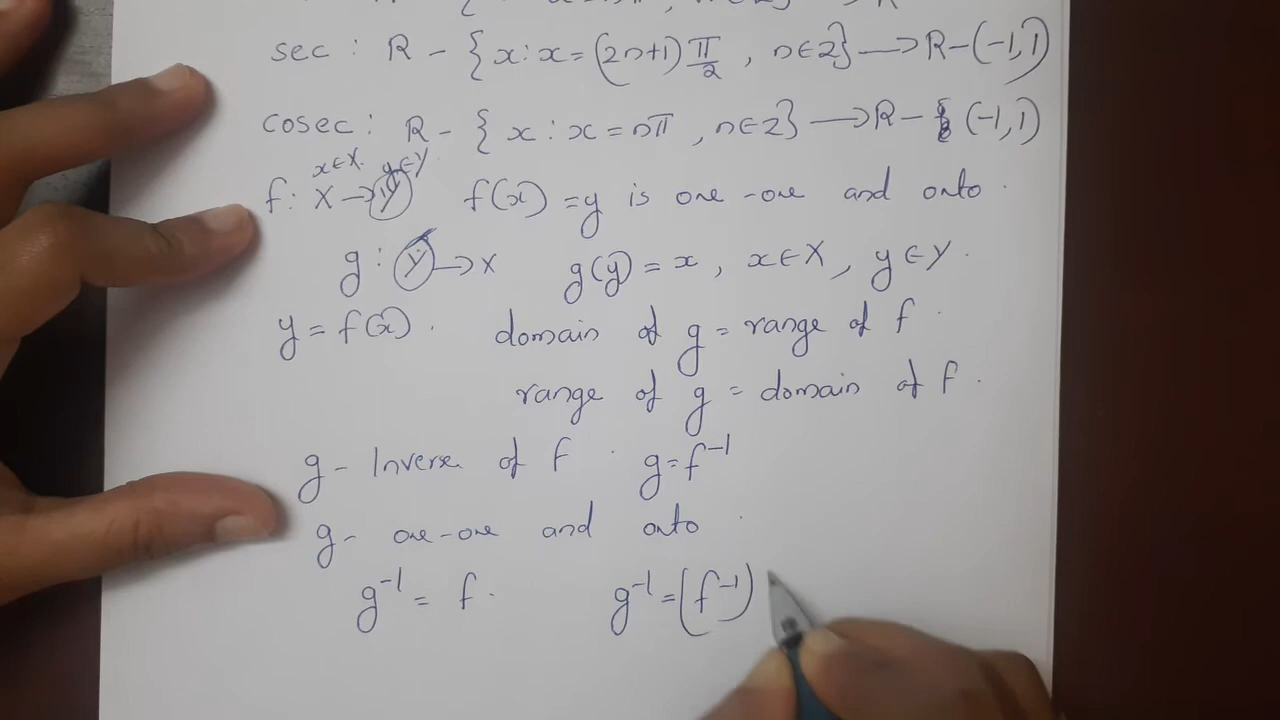 sec : R - {x : x = (2n+1) π/2 , n ∈ Z} → R - (-1, 1)
cosec : R - { x : x = nπ , n ∈ Z} → R - (-1, 1)
x ∈ X. y ∈ Y
f : X → Y f(x) = y is one-one and onto .
g : Y → X g(y) = x , x ∈ X , y ∈ Y .
y = f(x) . domain of g = range of f .
range of g = domain of f .
g - Inverse of f . g = f⁻¹
g - one-one and onto .
g⁻¹ = f . g⁻¹ = (f⁻¹)